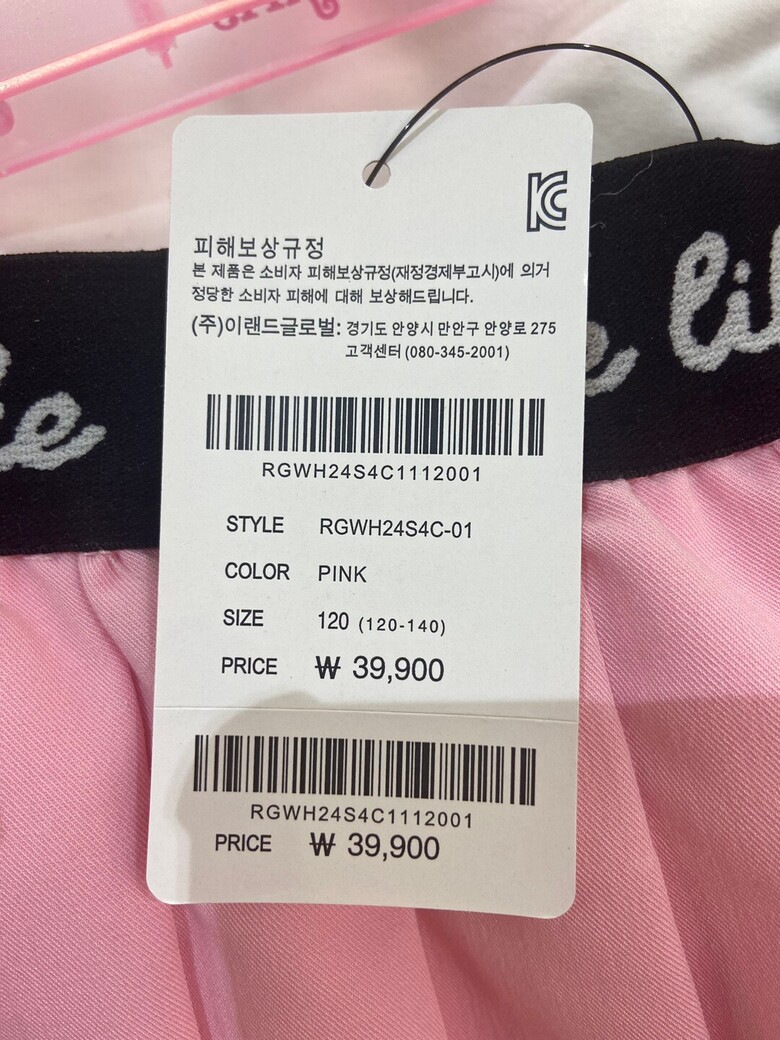 KC
피해보상규정
본 제품은 소비자 피해보상규정(재정경제부고시)에 의거
정당한 소비자 피해에 대해 보상해드립니다.
(주)이랜드글로벌: 경기도 안양시 만안구 안양로 275
고객센터 (080-345-2001)
RGWH24S4C1112001
STYLE RGWH24S4C-01
COLOR PINK
SIZE 120 (120-140)
PRICE ₩ 39,900
RGWH24S4C1112001
PRICE ₩ 39,900